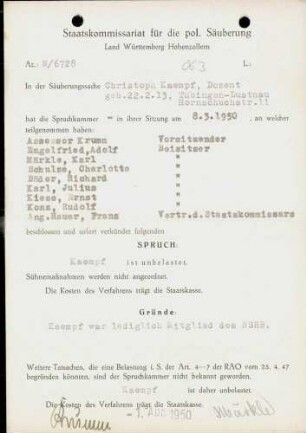 Staatskommissariat für die pol. Säuberung
Land Württemberg Hohenzollern
Az.: M/6728
063
L:
In der Säuberungssache Christoph Kaempf, Dozent
geb.22.2.13, Tübingen-Lustnau
Hornschuchstr.11
hat die Spruchkammer – in ihrer Sitzung am 8.3.1950 , an welcher
teilgenommen haben:
Assessor Krumm Vorsitzender
Engelfried, Adolf Beisitzer
Märkle, Karl "
Schulze, Charlotte "
Düder, Richard "
Karl, Julius "
Kiess, Ernst "
Konz, Rudolf "
Ang.Hauer, Franz Vertr.d.Staatskommissars
beschlossen und sofort verkündet folgenden
SPRUCH:
Kaempf ist unbelastet.
Sühnemaßnahmen werden nicht angeordnet.
Die Kosten des Verfahrens trägt die Staatskasse.
Gründe:
Kaempf war lediglich Mitglied des
Weitere Tatsachen, die eine Belastung i. S. der Art. 4–7 der RAO vom 25. 4. 47
begründen könnten, sind der Spruchkammer nicht bekannt geworden.
Kaempf ist daher unbelastet.
Die Kosten des Verfahrens trägt die Staatskasse.
Krumm 1950 Märkle